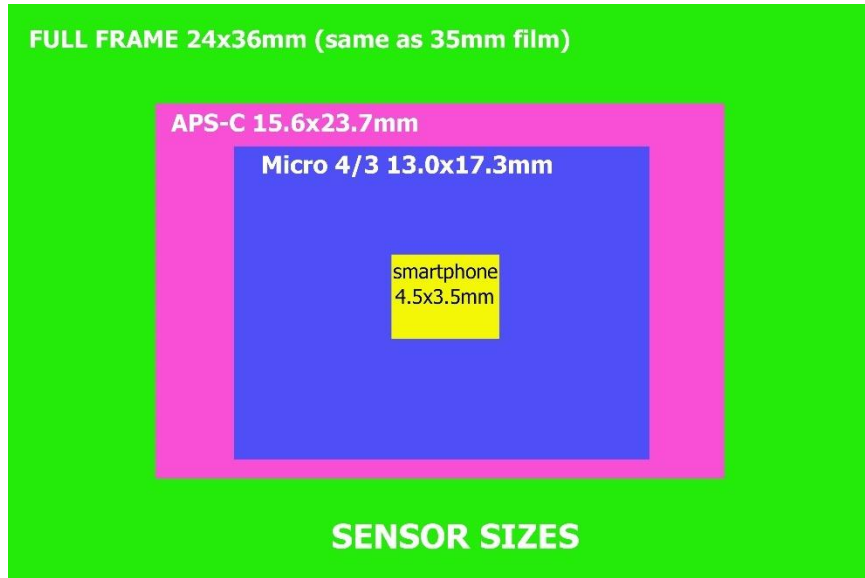 FULL FRAME 24x36mm (same as 35mm film)
APS-C 15.6x23.7mm
Micro 4/3 13.0x17.3mm
smartphone
4.5x3.5mm
SENSOR SIZES